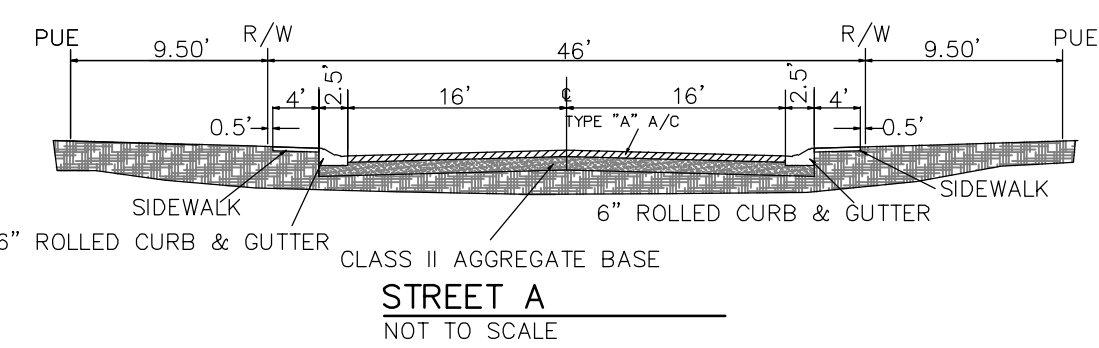 PUE 9.50' R/W 46' R/W 9.50' PUE
4' 2.5' 16' ℄ 16' 2.5' 4'
0.5' TYPE "A" A/C 0.5'
SIDEWALK SIDEWALK
6" ROLLED CURB & GUTTER 6" ROLLED CURB & GUTTER
CLASS II AGGREGATE BASE
STREET A
NOT TO SCALE